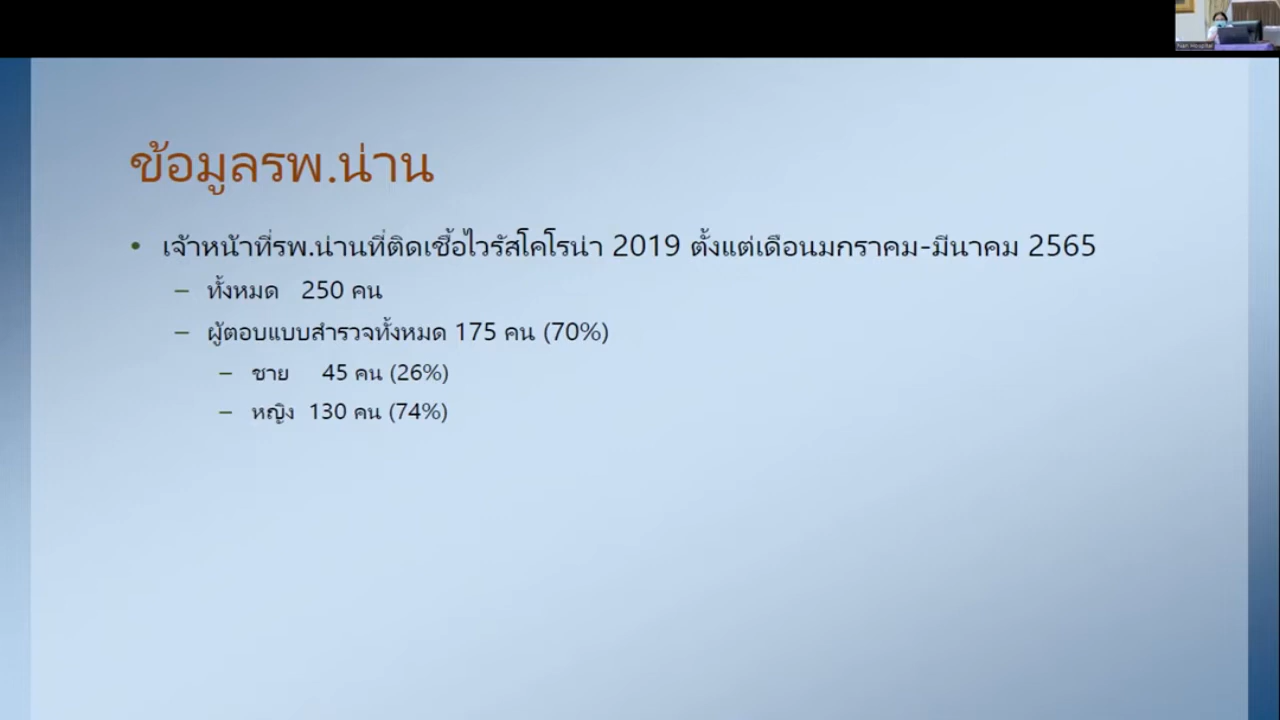 Nan Hospital
ข้อมูลรพ.น่าน
• เจ้าหน้าที่รพ.น่านที่ติดเชื้อไวรัสโคโรน่า 2019 ตั้งแต่เดือนมกราคม-มีนาคม 2565
– ทั้งหมด 250 คน
– ผู้ตอบแบบสำรวจทั้งหมด 175 คน (70%)
– ชาย 45 คน (26%)
– หญิง 130 คน (74%)